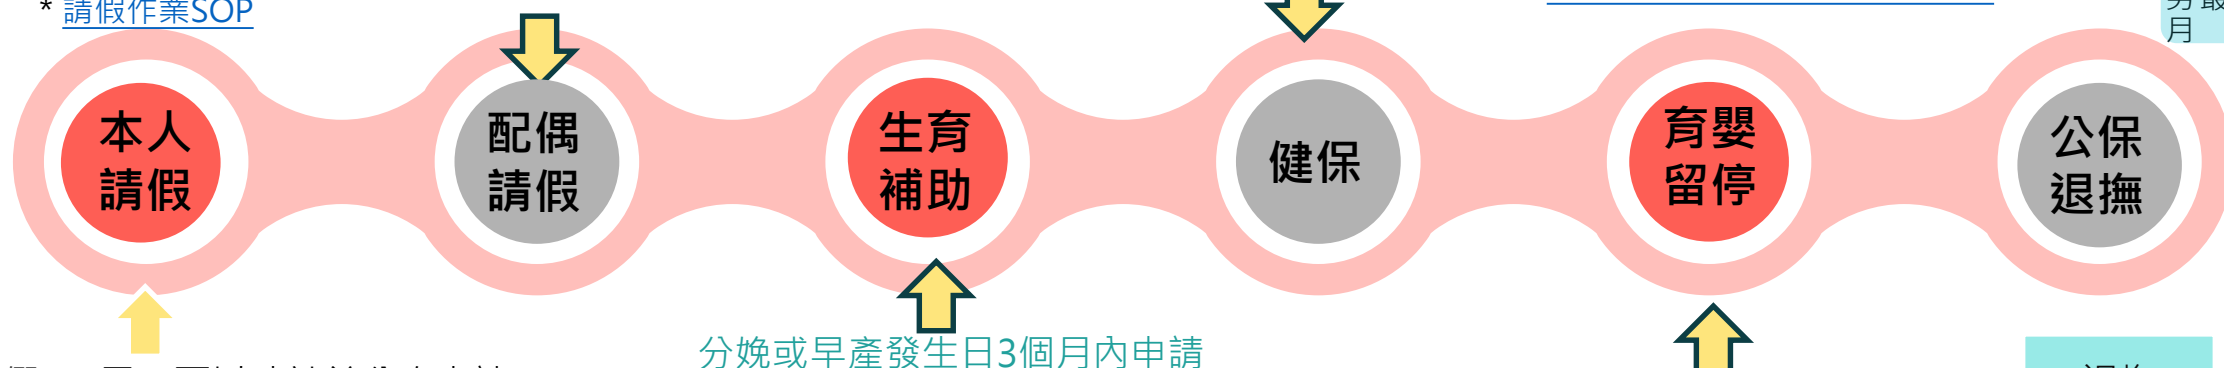 * 請假作業SOP
月
本人
請假
配偶
請假
生育
補助
健保
育嬰
留停
公保
退撫
分娩或早產發生日3個月內申請